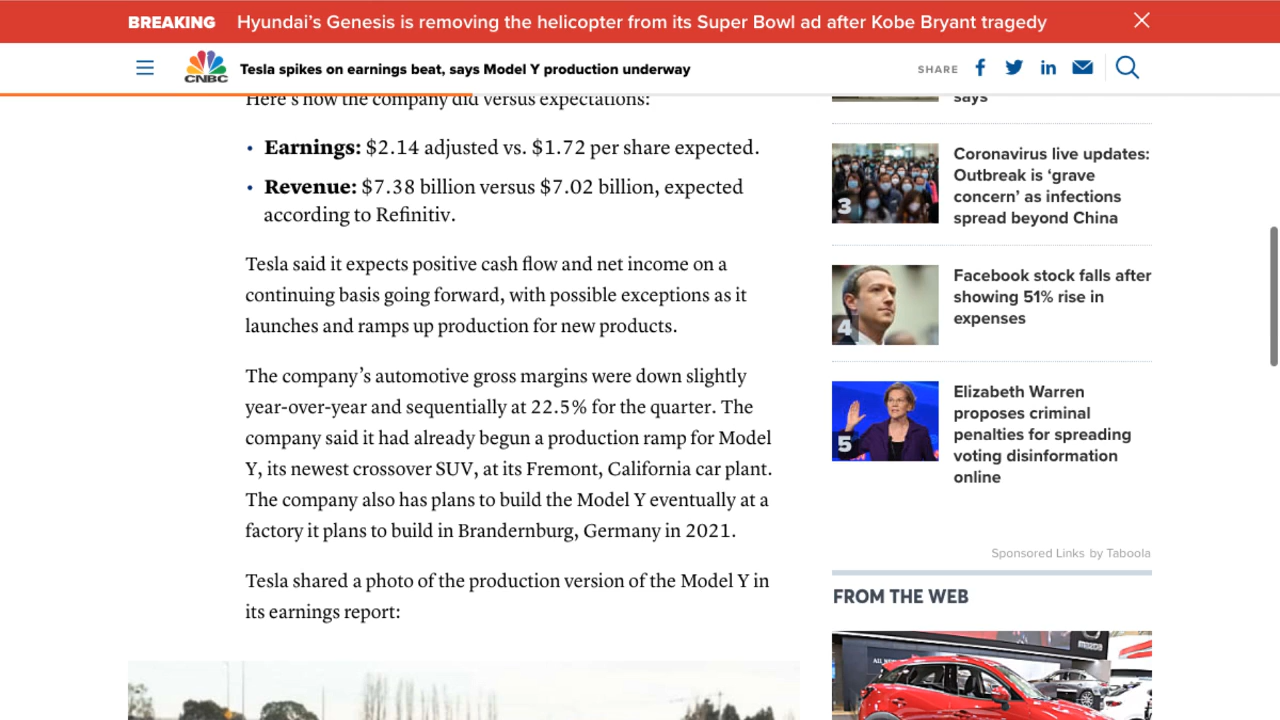 BREAKING Hyundai's Genesis is removing the helicopter from its Super Bowl ad after Kobe Bryant tragedy
CNBC
Tesla spikes on earnings beat, says Model Y production underway
SHARE
Here's how the company did versus expectations:
• Earnings: $2.14 adjusted vs. $1.72 per share expected.
• Revenue: $7.38 billion versus $7.02 billion, expected
according to Refinitiv.
Tesla said it expects positive cash flow and net income on a
continuing basis going forward, with possible exceptions as it
launches and ramps up production for new products.
The company's automotive gross margins were down slightly
year-over-year and sequentially at 22.5% for the quarter. The
company said it had already begun a production ramp for Model
Y, its newest crossover SUV, at its Fremont, California car plant.
The company also has plans to build the Model Y eventually at a
factory it plans to build in Brandernburg, Germany in 2021.
Tesla shared a photo of the production version of the Model Y in
its earnings report:
says
3
Coronavirus live updates:
Outbreak is 'grave
concern' as infections
spread beyond China
4
Facebook stock falls after
showing 51% rise in
expenses
5
Elizabeth Warren
proposes criminal
penalties for spreading
voting disinformation
online
Sponsored Links by Taboola
FROM THE WEB
mazda